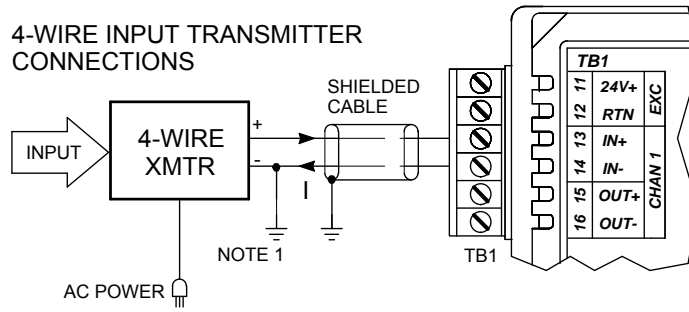 4-WIRE INPUT TRANSMITTER
CONNECTIONS
SHIELDED
CABLE
INPUT
4-WIRE
XMTR
+
-
I
NOTE 1
AC POWER
TB1
TB1
11 24V+
12 RTN
EXC
13 IN+
14 IN-
15 OUT+
16 OUT-
CHAN 1